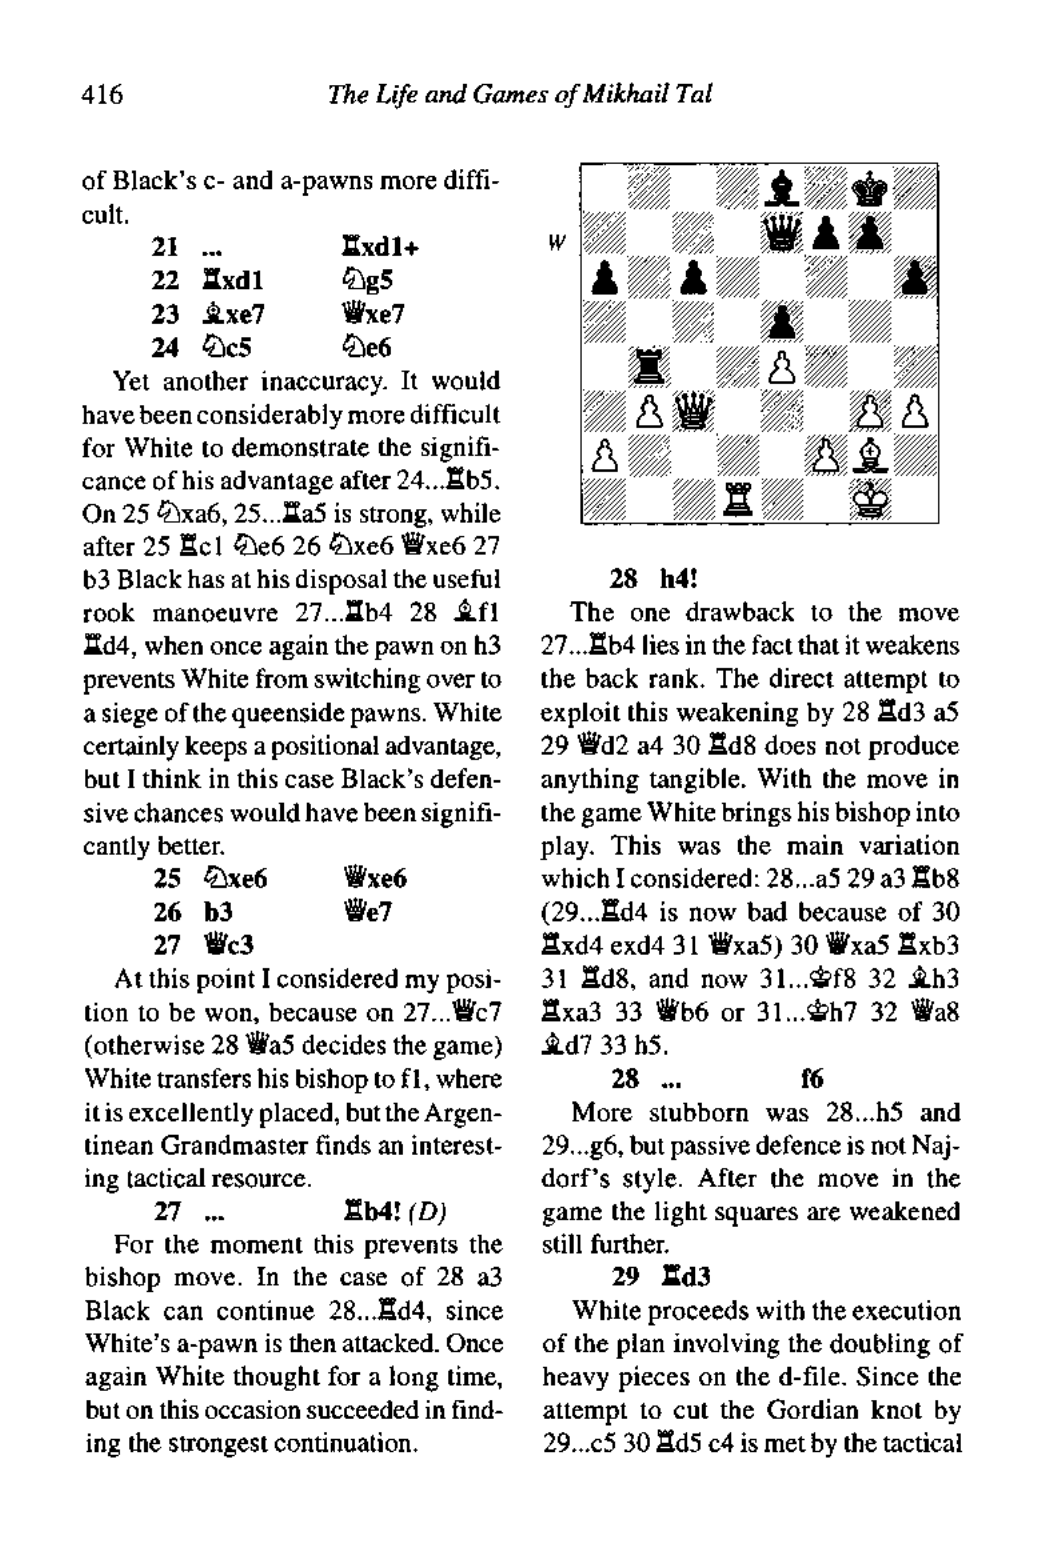 416
The Life and Games of Mikhail Tal
of Black's c- and a-pawns more diffi-
cult.
21 ... ♖xd1+
22 ♖xd1 ♘g5
23 ♗xe7 ♕xe7
24 ♘c5 ♘e6
Yet another inaccuracy. It would
have been considerably more difficult
for White to demonstrate the signifi-
cance of his advantage after 24...♖b5.
On 25 ♘xa6, 25...♖a5 is strong, while
after 25 ♖c1 ♘e6 26 ♘xe6 ♕xe6 27
b3 Black has at his disposal the useful
rook manoeuvre 27...♖b4 28 ♗f1
♖d4, when once again the pawn on h3
prevents White from switching over to
a siege of the queenside pawns. White
certainly keeps a positional advantage,
but I think in this case Black's defen-
sive chances would have been signifi-
cantly better.
25 ♘xe6 ♕xe6
26 b3 ♕e7
27 ♕c3
At this point I considered my posi-
tion to be won, because on 27...♕c7
(otherwise 28 ♕a5 decides the game)
White transfers his bishop to f1, where
it is excellently placed, but the Argen-
tinean Grandmaster finds an interest-
ing tactical resource.
27 ... ♖b4! (D)
For the moment this prevents the
bishop move. In the case of 28 a3
Black can continue 28...♖d4, since
White's a-pawn is then attacked. Once
again White thought for a long time,
but on this occasion succeeded in find-
ing the strongest continuation.
W
28 h4!
The one drawback to the move
27...♖b4 lies in the fact that it weakens
the back rank. The direct attempt to
exploit this weakening by 28 ♖d3 a5
29 ♕d2 a4 30 ♖d8 does not produce
anything tangible. With the move in
the game White brings his bishop into
play. This was the main variation
which I considered: 28...a5 29 a3 ♖b8
(29...♖d4 is now bad because of 30
♖xd4 exd4 31 ♕xa5) 30 ♕xa5 ♖xb3
31 ♖d8, and now 31...♔f8 32 ♗h3
♖xa3 33 ♕b6 or 31...♔h7 32 ♕a8
♗d7 33 h5.
28 ... f6
More stubborn was 28...h5 and
29...g6, but passive defence is not Naj-
dorf's style. After the move in the
game the light squares are weakened
still further.
29 ♖d3
White proceeds with the execution
of the plan involving the doubling of
heavy pieces on the d-file. Since the
attempt to cut the Gordian knot by
29...c5 30 ♖d5 c4 is met by the tactical